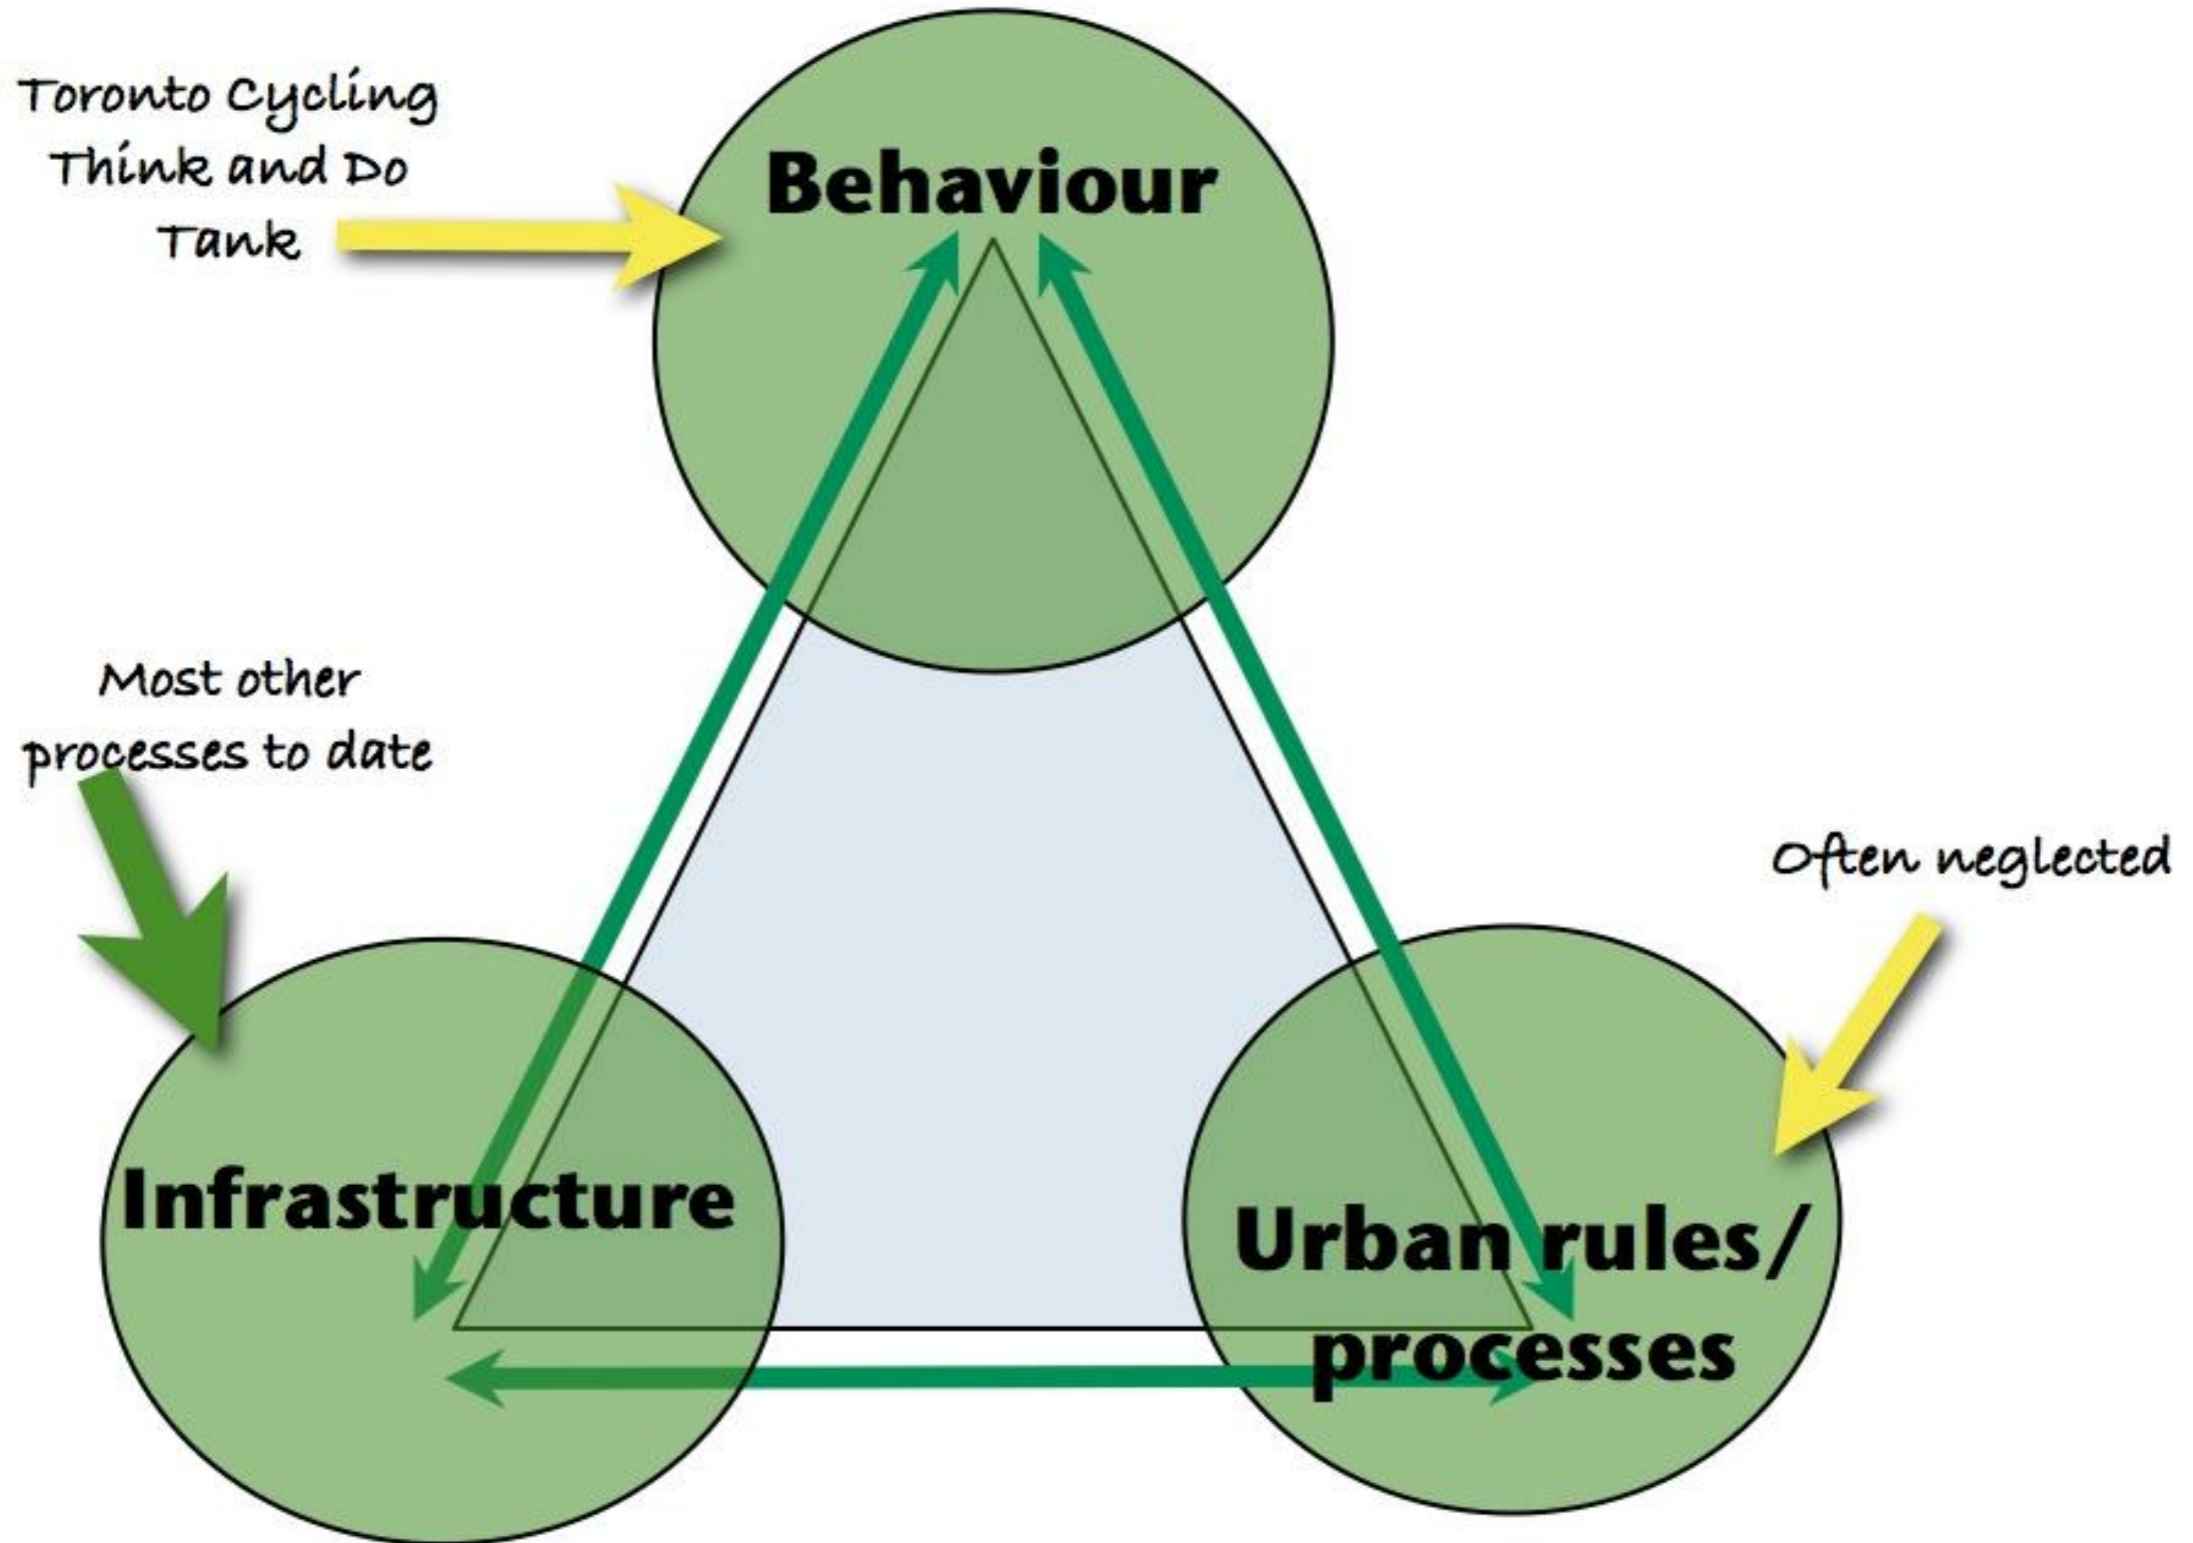 Toronto Cycling
Think and Do
Tank
Behaviour
Most other
processes to date
Often neglected
Infrastructure
Urban rules/
processes